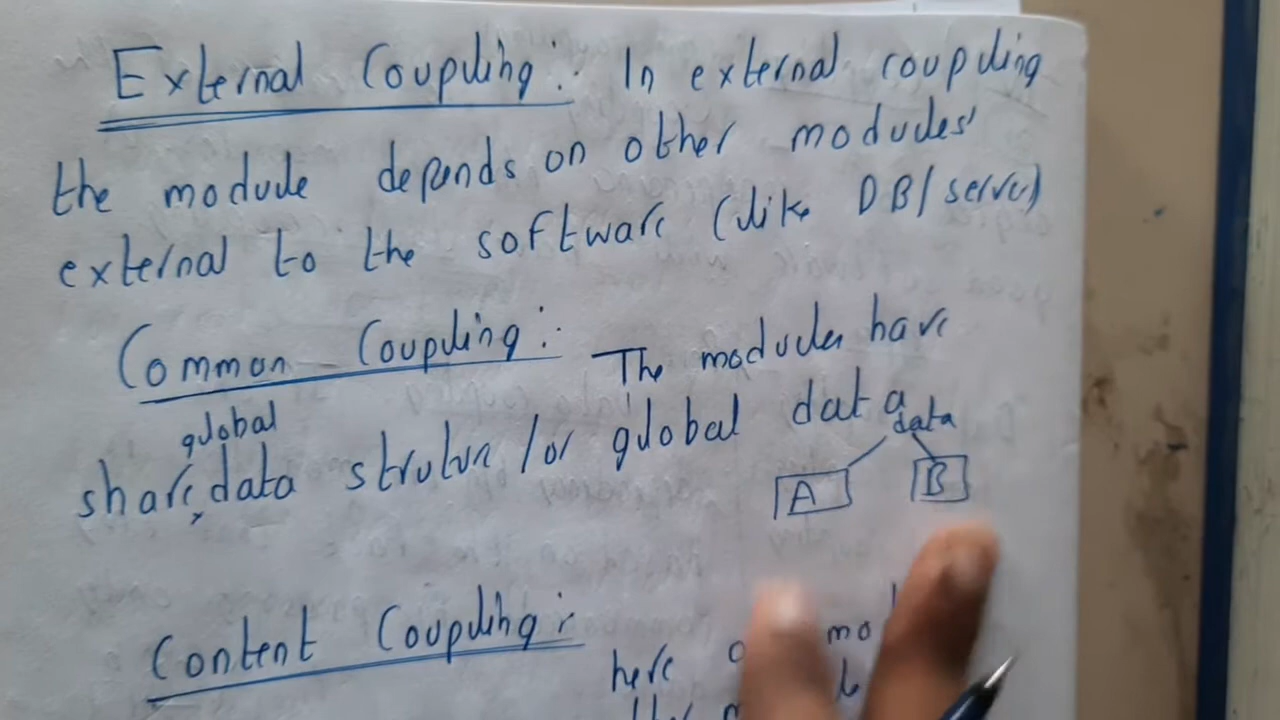 External Coupling : In external coupling
the module depends on other modules
external to the software (like DB/server)
Common Coupling : The modules have
global
share data struture /or global data
data
A B
Content Coupling :
here